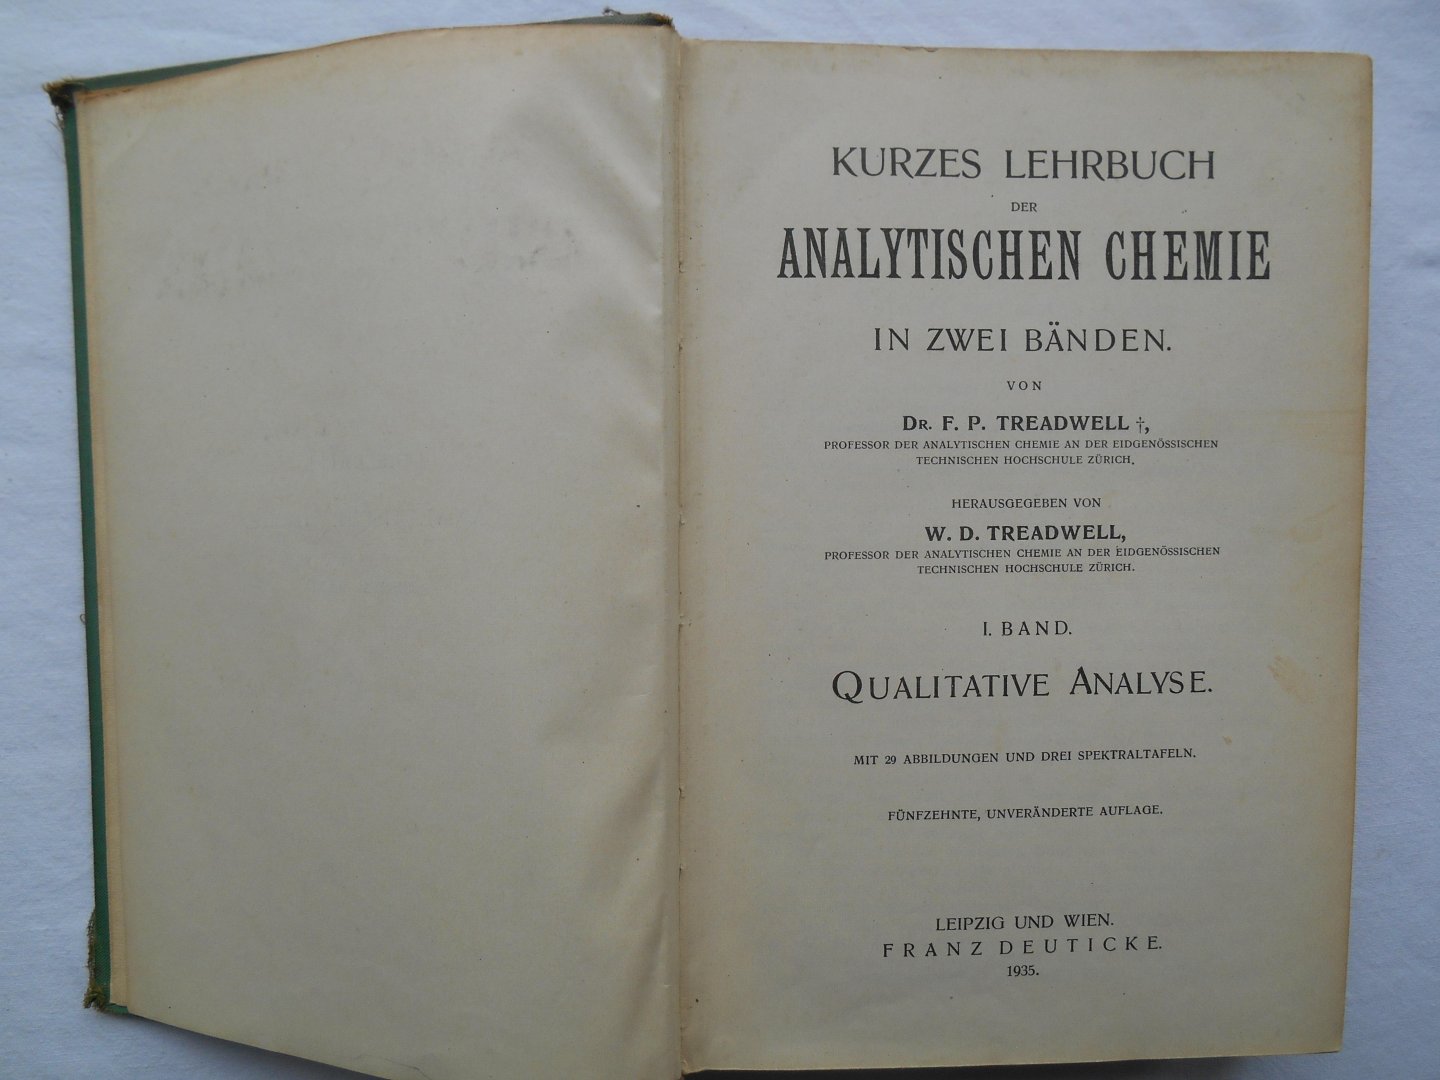 KURZES LEHRBUCH
DER
ANALYTISCHEN CHEMIE
IN ZWEI BÄNDEN.
VON
DR. F. P. TREADWELL †,
PROFESSOR DER ANALYTISCHEN CHEMIE AN DER EIDGENÖSSISCHEN
TECHNISCHEN HOCHSCHULE ZÜRICH.
HERAUSGEGEBEN VON
W. D. TREADWELL,
PROFESSOR DER ANALYTISCHEN CHEMIE AN DER EIDGENÖSSISCHEN
TECHNISCHEN HOCHSCHULE ZÜRICH.
I. BAND.
QUALITATIVE ANALYSE.
MIT 29 ABBILDUNGEN UND DREI SPEKTRALTAFELN.
FÜNFZEHNTE, UNVERÄNDERTE AUFLAGE.
LEIPZIG UND WIEN.
FRANZ DEUTICKE.
1935.